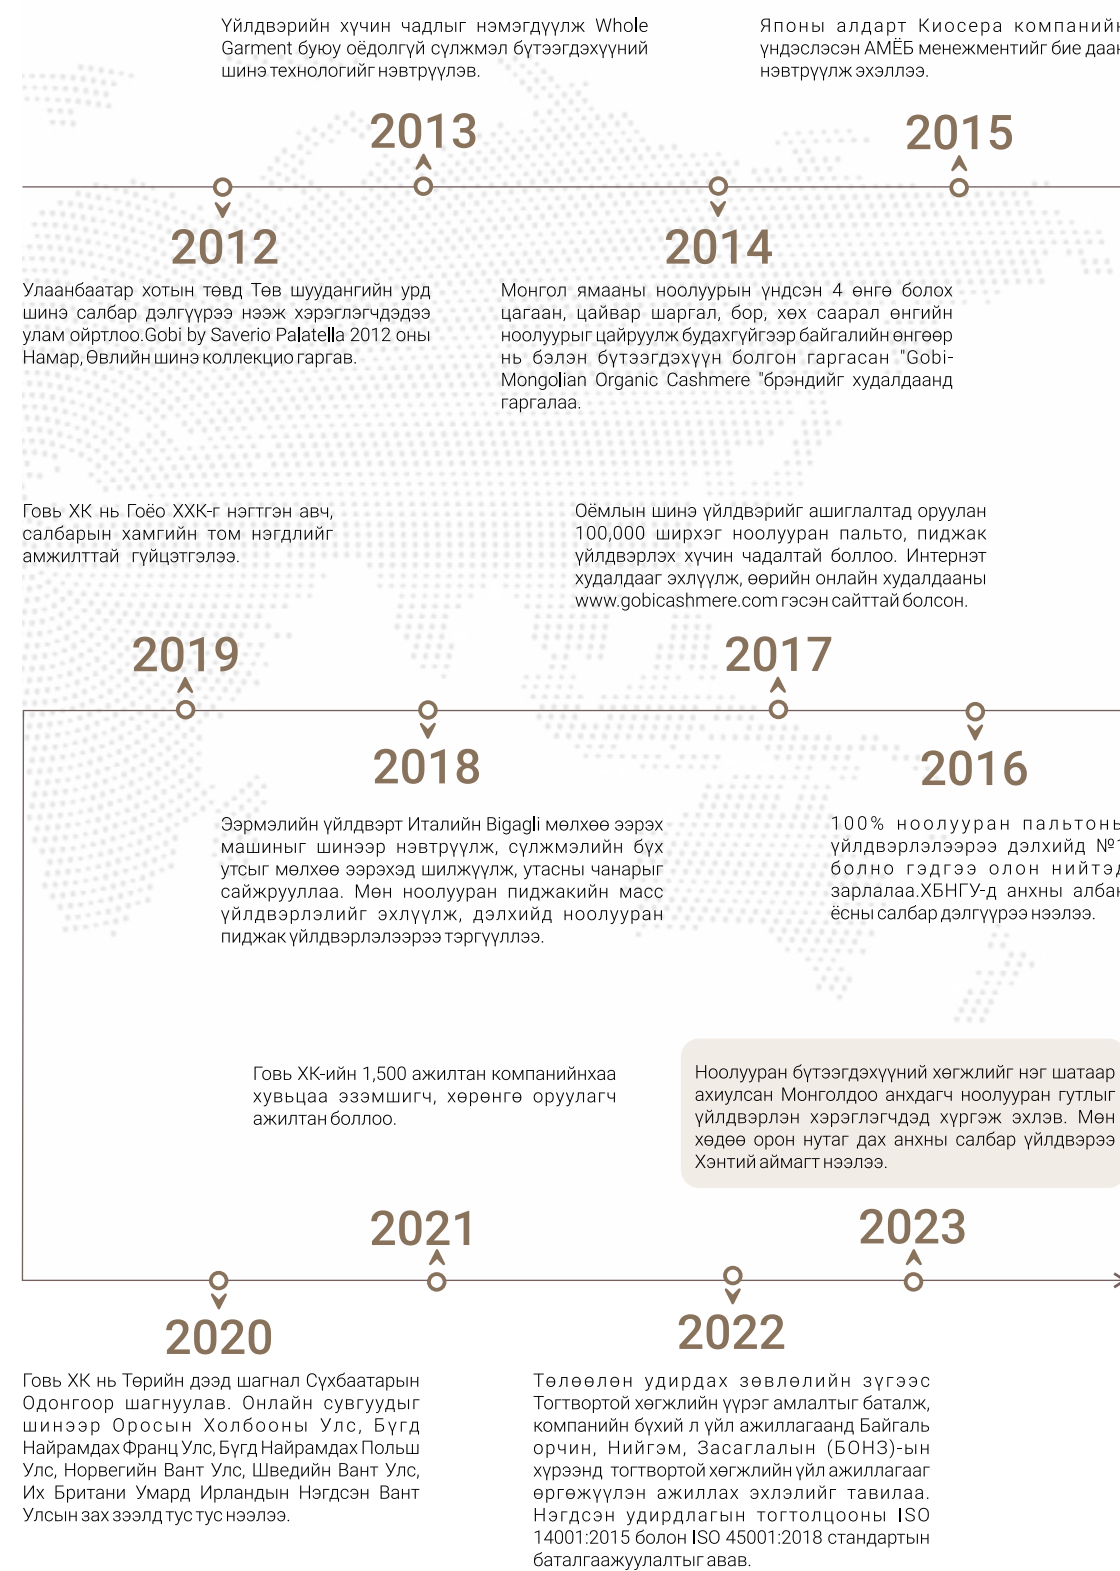 Үйлдвэрийн хүчин чадлыг нэмэгдүүлж Whole
Garment буюу оёдолгүй сүлжмэл бүтээгдэхүүний
шинэ технологийг нэвтрүүлэв.
Японы алдарт Киосера компанийн
үндэслэсэн АМЁБ менежментийг бие даан
нэвтрүүлж эхэллээ.
2013
2015
2012
2014
Улаанбаатар хотын төвд Төв шуудангийн урд
шинэ салбар дэлгүүрээ нээж хэрэглэгчдэдээ
улам ойртлоо.Gobi by Saverio Palatella 2012 оны
Намар, Өвлийн шинэ коллекцио гаргав.
Монгол ямааны ноолуурын үндсэн 4 өнгө болох
цагаан, цайвар шаргал, бор, хөх саарал өнгийн
ноолуурыг цайруулж будахгүйгээр байгалийн өнгөөр
нь бэлэн бүтээгдэхүүн болгон гаргасан "Gobi-
Mongolian Organic Cashmere "брэндийг худалдаанд
гаргалаа.
Говь ХК нь Гоёо ХХК-г нэгтгэн авч,
салбарын хамгийн том нэгдлийг
амжилттай гүйцэтгэлээ.
Оёмлын шинэ үйлдвэрийг ашиглалтад оруулан
100,000 ширхэг ноолууран пальто, пиджак
үйлдвэрлэх хүчин чадалтай боллоо. Интернэт
худалдааг эхлүүлж, өөрийн онлайн худалдааны
www.gobicashmere.com гэсэн сайттай болсон.
2019
2017
2018
2016
Ээрмэлийн үйлдвэрт Италийн Bigagli мөлхөө ээрэх
машиныг шинээр нэвтрүүлж, сүлжмэлийн бүх
утсыг мөлхөө ээрэхэд шилжүүлж, утасны чанарыг
сайжрууллаа. Мөн ноолууран пиджакийн масс
үйлдвэрлэлийг эхлүүлж, дэлхийд ноолууран
пиджак үйлдвэрлэлээрээ тэргүүллээ.
100% ноолууран пальтоны
үйлдвэрлэлээрээ дэлхийд №1
болно гэдгээ олон нийтэд
зарлалаа.ХБНГУ-д анхны албан
ёсны салбар дэлгүүрээ нээлээ.
Говь ХК-ийн 1,500 ажилтан компанийнхаа
хувьцаа эзэмшигч, хөрөнгө оруулагч
ажилтан боллоо.
Ноолууран бүтээгдэхүүний хөгжлийг нэг шатаар
ахиулсан Монголдоо анхдагч ноолууран гутлыг
үйлдвэрлэн хэрэглэгчдэд хүргэж эхлэв. Мөн
хөдөө орон нутаг дах анхны салбар үйлдвэрээ
Хэнтий аймагт нээлээ.
2021
2023
2020
2022
Говь ХК нь Төрийн дээд шагнал Сүхбаатарын
Одонгоор шагнуулав. Онлайн сувгуудыг
шинээр Оросын Холбооны Улс, Бүгд
Найрамдах Франц Улс, Бүгд Найрамдах Польш
Улс, Норвегийн Вант Улс, Шведийн Вант Улс,
Их Британи Умард Ирландын Нэгдсэн Вант
Улсын зах зээлд тус тус нээлээ.
Төлөөлөн удирдах зөвлөлийн зүгээс
Тогтвортой хөгжлийн үүрэг амлалтыг баталж,
компанийн бүхий л үйл ажиллагаанд Байгаль
орчин, Нийгэм, Засаглалын (БОНЗ)-ын
хүрээнд тогтвортой хөгжлийн үйл ажиллагааг
өргөжүүлэн ажиллах эхлэлийг тавилаа.
Нэгдсэн удирдлагын тогтолцооны ISO
14001:2015 болон ISO 45001:2018 стандартын
баталгаажуулалтыг авав.